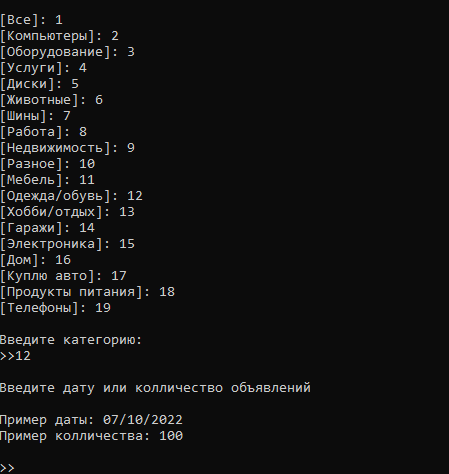 [Все]: 1
[Компьютеры]: 2
[Оборудование]: 3
[Услуги]: 4
[Диски]: 5
[Животные]: 6
[Шины]: 7
[Работа]: 8
[Недвижимость]: 9
[Разное]: 10
[Мебель]: 11
[Одежда/обувь]: 12
[Хобби/отдых]: 13
[Гаражи]: 14
[Электроника]: 15
[Дом]: 16
[Куплю авто]: 17
[Продукты питания]: 18
[Телефоны]: 19
Введите категорию:
>>12
Введите дату или колличество объявлений
Пример даты: 07/10/2022
Пример колличества: 100
>>